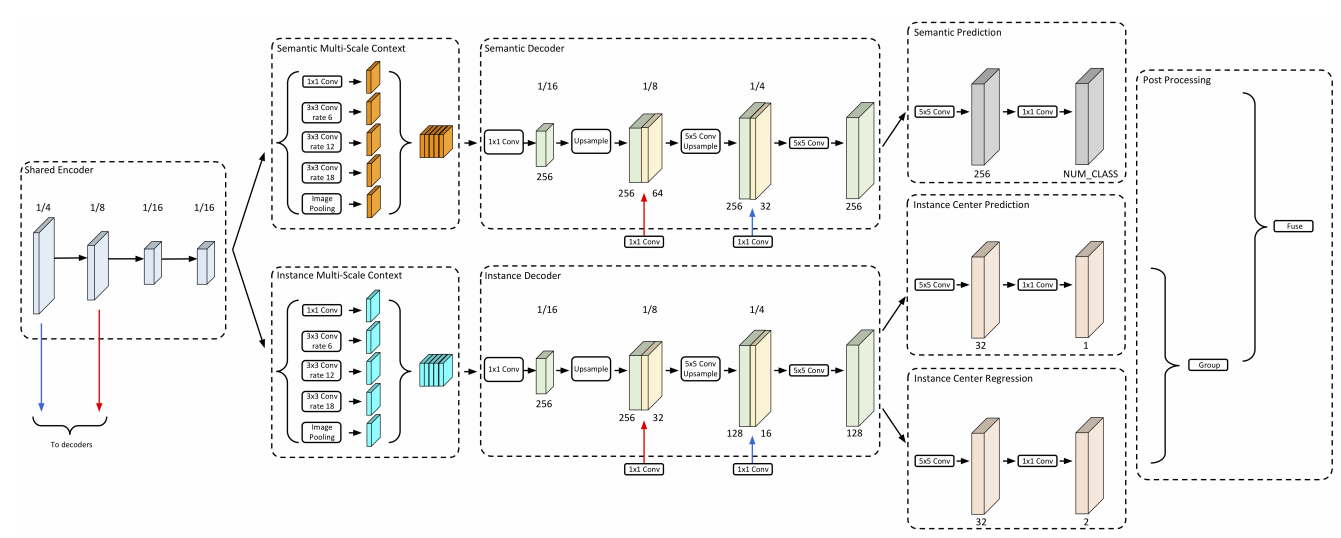 Shared Encoder
1/4 1/8 1/16 1/16
To decoders
Semantic Multi-Scale Context
1x1 Conv
3x3 Conv
rate 6
3x3 Conv
rate 12
3x3 Conv
rate 18
Image
Pooling
Instance Multi-Scale Context
1x1 Conv
3x3 Conv
rate 6
3x3 Conv
rate 12
3x3 Conv
rate 18
Image
Pooling
Semantic Decoder
1/16 1/8 1/4
1x1 Conv
Upsample
5x5 Conv
Upsample
5x5 Conv
256
256 64
256 32
256
1x1 Conv
1x1 Conv
Instance Decoder
1/16 1/8 1/4
1x1 Conv
Upsample
5x5 Conv
Upsample
5x5 Conv
256
256 32
128 16
128
1x1 Conv
1x1 Conv
Semantic Prediction
5x5 Conv
1x1 Conv
256
NUM_CLASS
Instance Center Prediction
5x5 Conv
1x1 Conv
32
1
Instance Center Regression
5x5 Conv
1x1 Conv
32
2
Post Processing
Fuse
Group